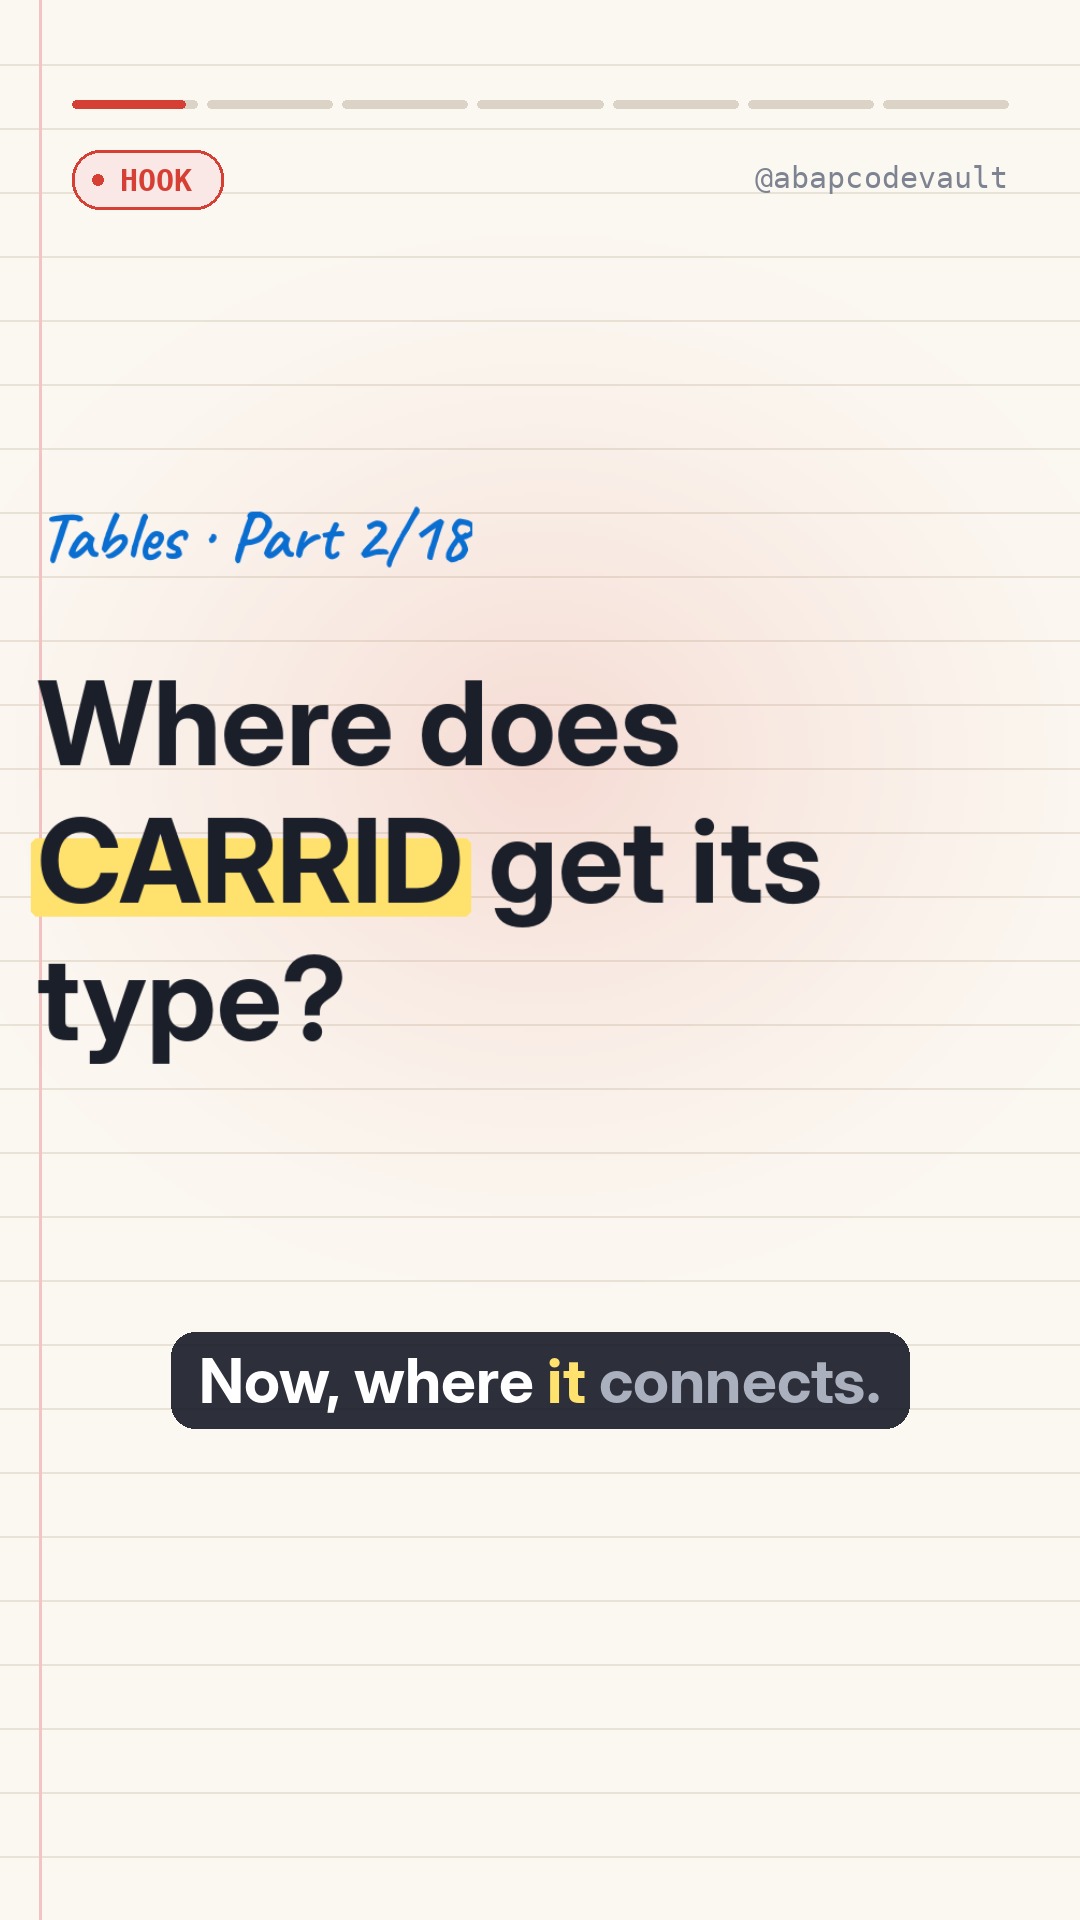 HOOK
@abapcodevault
Tables · Part 2/18
Where does
CARRID get its
type?
Now, where it connects.